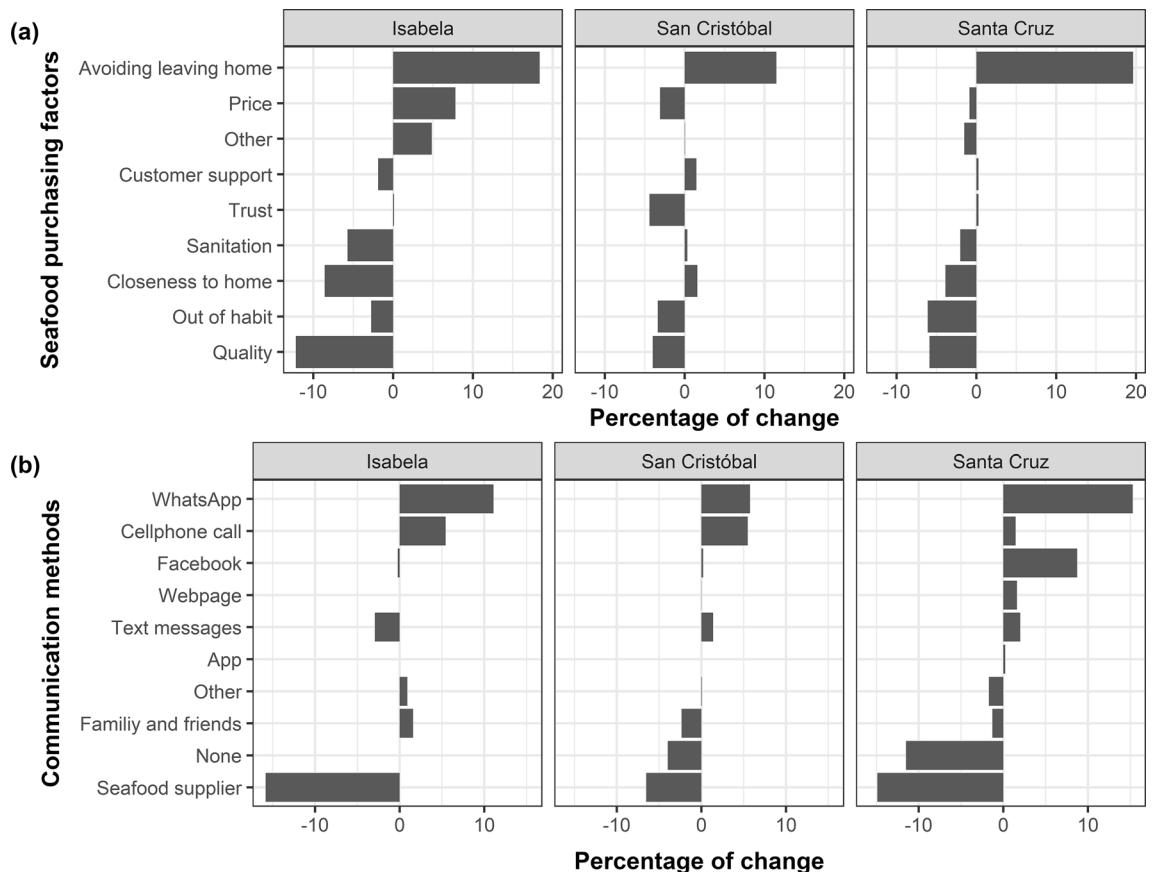 (a)
Isabela
San Cristóbal
Santa Cruz
Seafood purchasing factors
Avoiding leaving home
Price
Other
Customer support
Trust
Sanitation
Closeness to home
Out of habit
Quality
-10 0 10 20
-10 0 10 20
-10 0 10 20
Percentage of change
(b)
Isabela
San Cristóbal
Santa Cruz
Communication methods
WhatsApp
Cellphone call
Facebook
Webpage
Text messages
App
Other
Familiy and friends
None
Seafood supplier
-10 0 10
-10 0 10
-10 0 10
Percentage of change